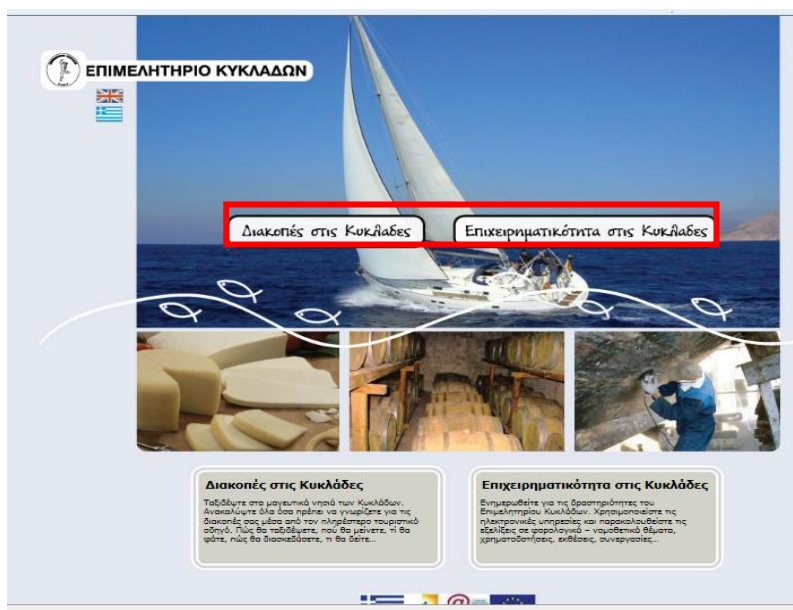 ΕΠΙΜΕΛΗΤΗΡΙΟ ΚΥΚΛΑΔΩΝ
Διακοπές στις Κυκλαδες
Επιχειρηματικότητα στις Κυκλαδες
Διακοπές στις Κυκλάδες
Ταξιδέψτε στα μαγευτικά νησιά των Κυκλάδων.
Ανακαλύψτε όλα όσα πρέπει να γνωρίζετε για τις
διακοπές σας μέσα από τον πληρέστερο τουριστικό
οδηγό. Πώς θα ταξιδέψετε, πού θα μείνετε, τί θα
φάτε, πώς θα διασκεδάσετε, τι θα δείτε...
Επιχειρηματικότητα στις Κυκλάδες
Ενημερωθείτε για τις δραστηριότητες του
Επιμελητηρίου Κυκλάδων. Χρησιμοποιείστε τις
ηλεκτρονικές υπηρεσίες και παρακολουθείστε τις
εξελίξεις σε φορολογικά – νομοθετικά θέματα,
χρηματοδοτήσεις, εκθέσεις, συνεργασίες...